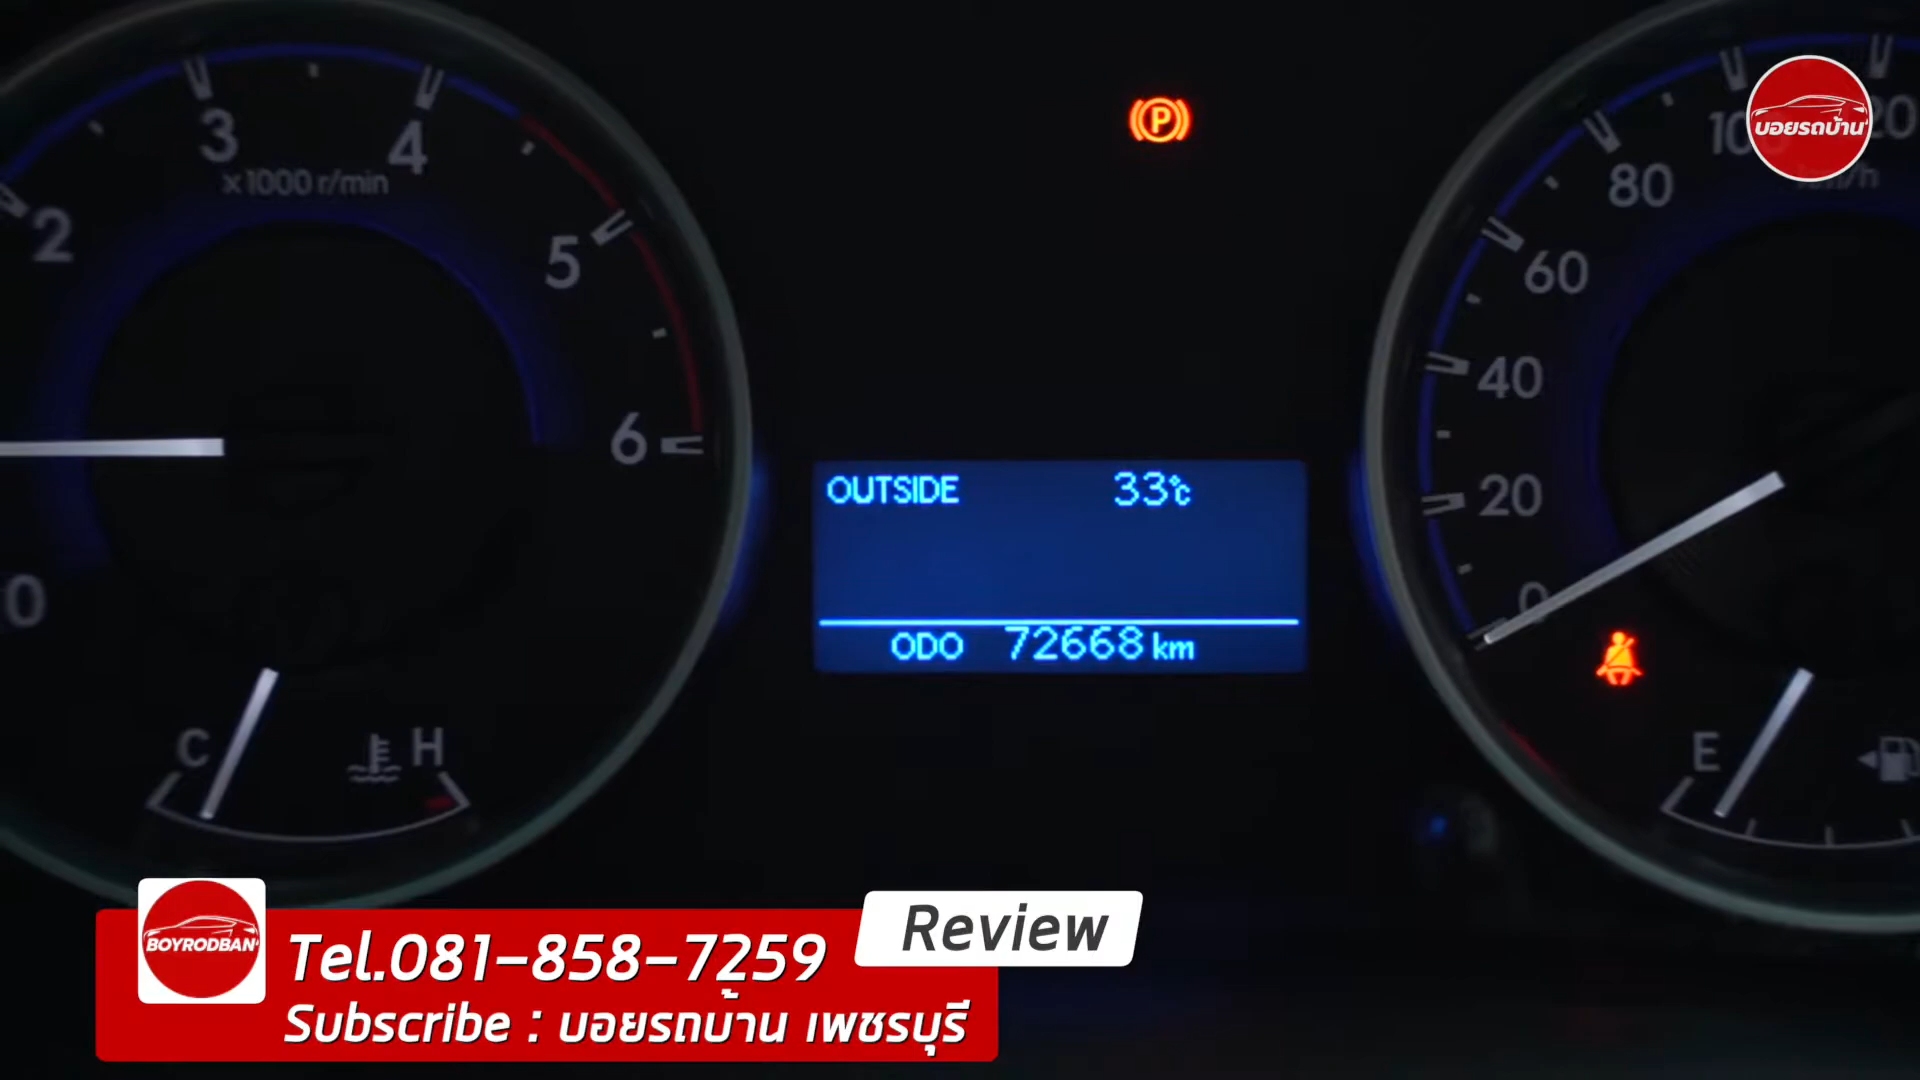 3
4
x1000 r/min
2
5
6
0
C
H
P
OUTSIDE 33℃
ODO 72668 km
บอยรถบ้าน
80
60
40
20
0
km/h
E
BOYRODBAN
Tel.081-858-7259
Review
Subscribe : บอยรถบ้าน เพชรบุรี